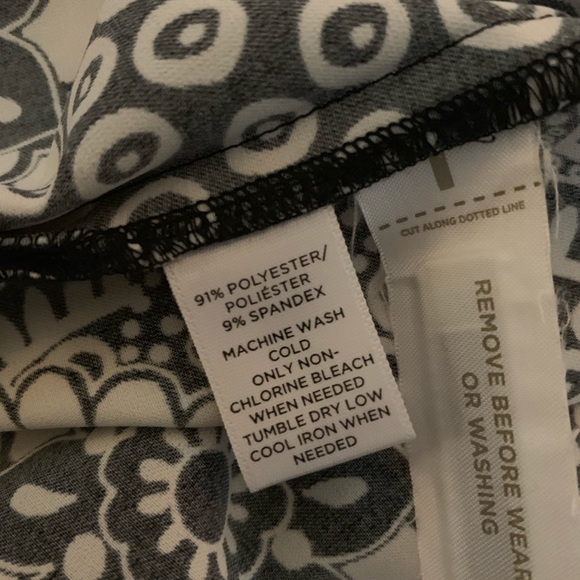 91% POLYESTER/
POLIÉSTER
9% SPANDEX
MACHINE WASH
COLD
ONLY NON-
CHLORINE BLEACH
WHEN NEEDED
TUMBLE DRY LOW
COOL IRON WHEN
NEEDED
CUT ALONG DOTTED LINE
REMOVE BEFORE WEAR
OR WASHING